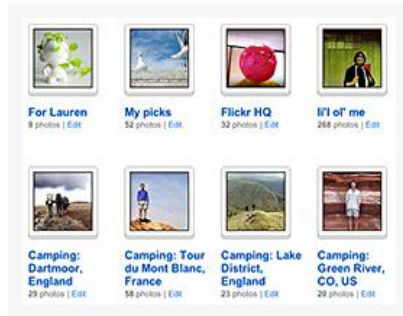 For Lauren
9 photos | Edit
My picks
52 photos | Edit
Flickr HQ
32 photos | Edit
li'l ol' me
268 photos | Edit
Camping:
Dartmoor,
England
29 photos | Edit
Camping: Tour
du Mont Blanc,
France
58 photos | Edit
Camping: Lake
District,
England
23 photos | Edit
Camping:
Green River,
CO, US
20 photos | Edit